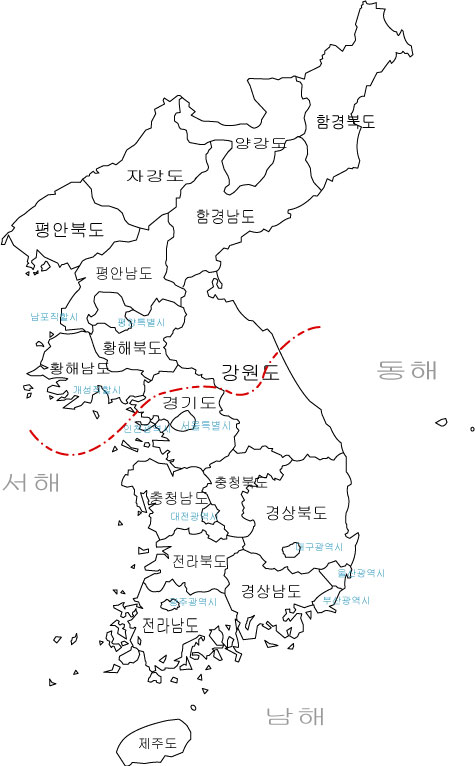 함경북도
양강도
자강도
함경남도
평안북도
평안남도
남포직할시
평양특별시
황해북도
황해남도
강원도
동해
개성직할시
경기도
인천광역시
서울특별시
서해
충청북도
충청남도
대전광역시
경상북도
대구광역시
전라북도
울산광역시
경상남도
광주광역시
부산광역시
전라남도
남해
제주도